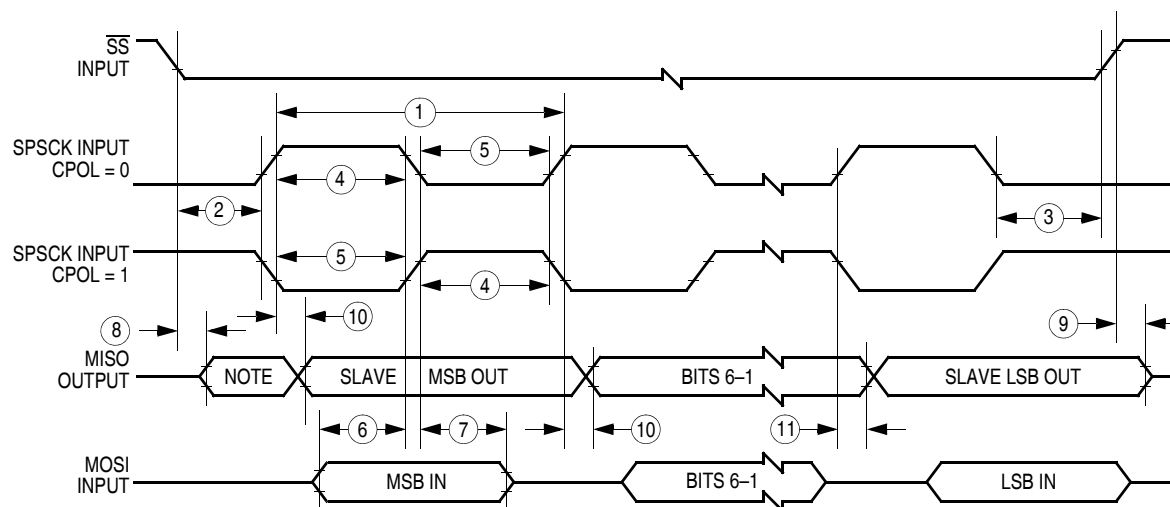 SS
INPUT
1
SPSCK INPUT
CPOL = 0
5
4
2
3
SPSCK INPUT
CPOL = 1
5
4
8
10
9
MISO
OUTPUT
NOTE
SLAVE MSB OUT
BITS 6–1
SLAVE LSB OUT
6
7
10
11
MOSI
INPUT
MSB IN
BITS 6–1
LSB IN